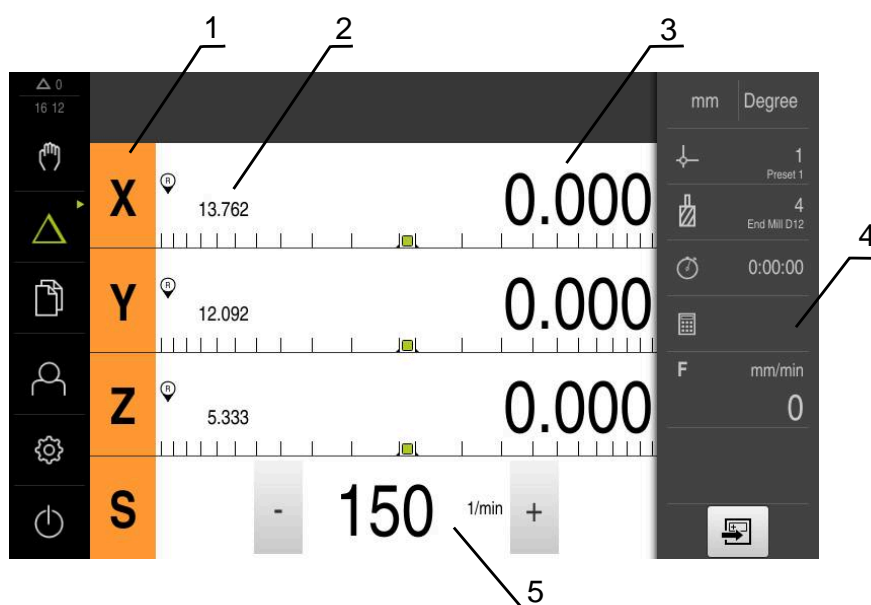 1 2 3
0
16 12
mm Degree
X R 13.762 0.000
1
Preset 1
4
End Mill D12
4
Y R 12.092 0.000
0:00:00
Z R 5.333 0.000
F mm/min
0
S - 150 1/min +
5